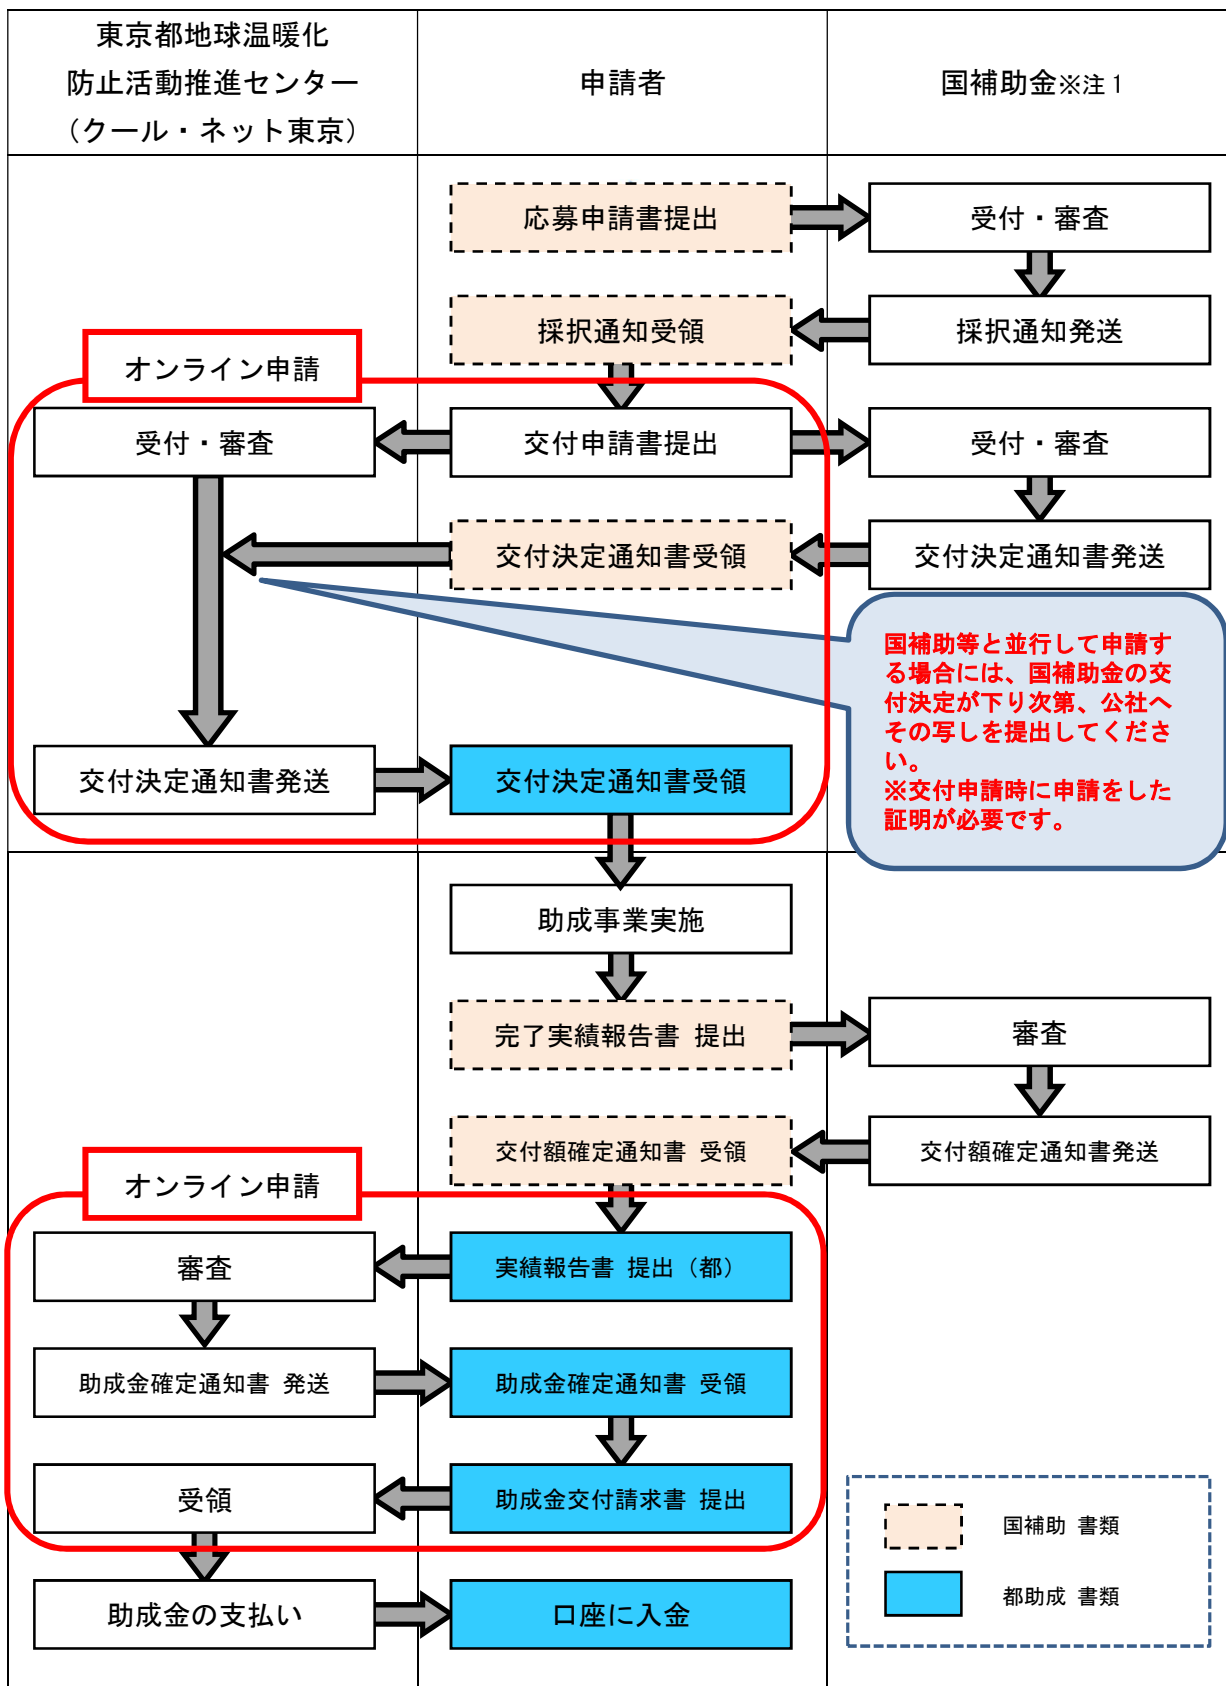 東京都地球温暖化
防止活動推進センター
（クール・ネット東京）
申請者
国補助金※注1
応募申請書提出
受付・審査
採択通知受領
採択通知発送
オンライン申請
受付・審査
交付申請書提出
受付・審査
交付決定通知書受領
交付決定通知書発送
国補助等と並行して申請す
る場合には、国補助金の交
付決定が下り次第、公社へ
その写しを提出してくださ
い。
※交付申請時に申請をした
証明が必要です。
交付決定通知書発送
交付決定通知書受領
助成事業実施
完了実績報告書 提出
審査
交付額確定通知書 受領
交付額確定通知書発送
オンライン申請
審査
実績報告書 提出（都）
助成金確定通知書 発送
助成金確定通知書 受領
受領
助成金交付請求書 提出
国補助 書類
都助成 書類
助成金の支払い
口座に入金